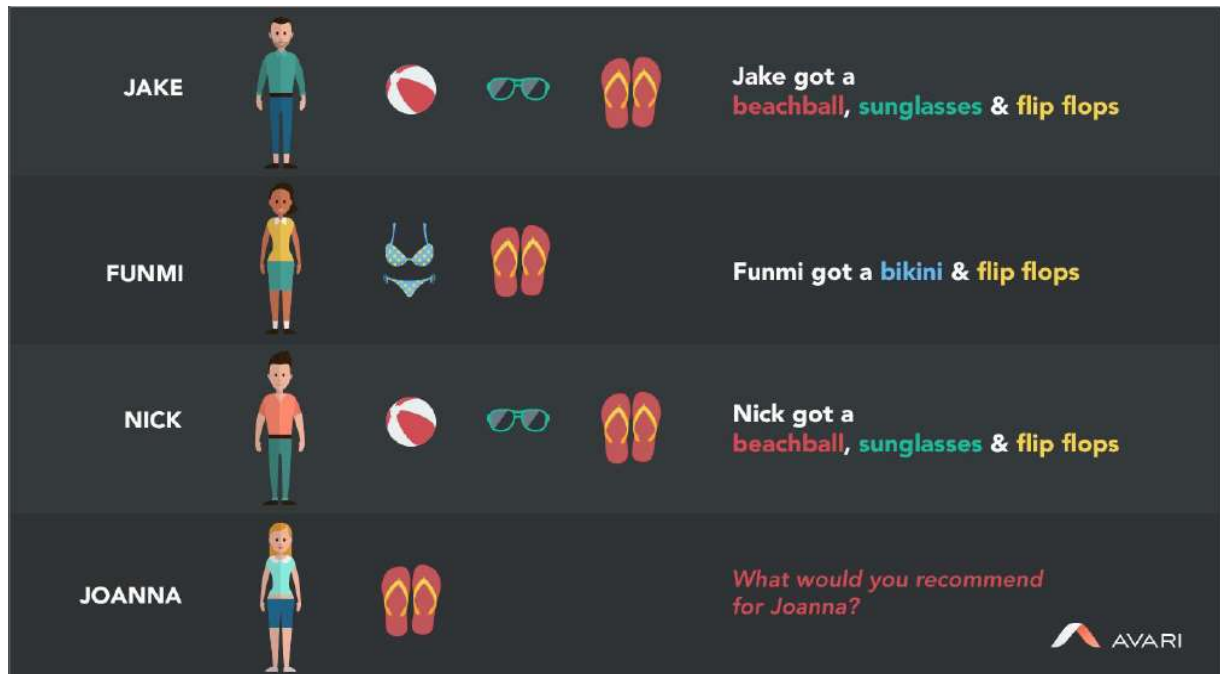 JAKE
Jake got a
beachball, sunglasses & flip flops
FUNMI
Funmi got a bikini & flip flops
NICK
Nick got a
beachball, sunglasses & flip flops
JOANNA
What would you recommend
for Joanna?
AVARI